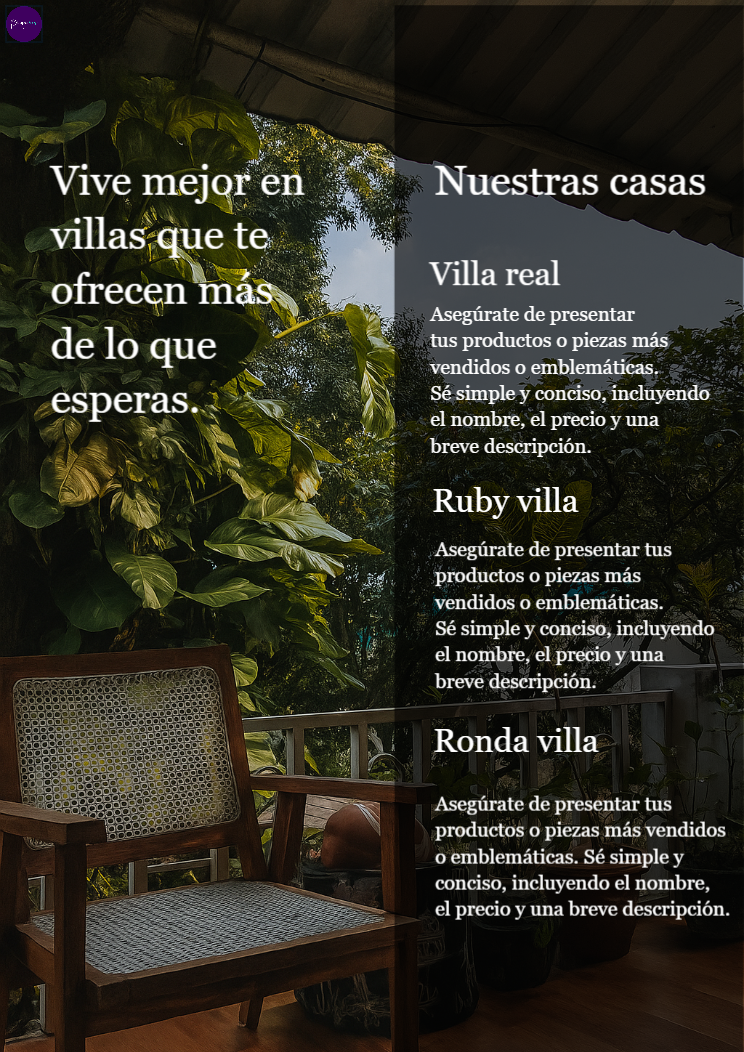 Vive mejor en
villas que te
ofrecen más
de lo que
esperas.
Nuestras casas
Villa real
Asegúrate de presentar
tus productos o piezas más
vendidos o emblemáticas.
Sé simple y conciso, incluyendo
el nombre, el precio y una
breve descripción.
Ruby villa
Asegúrate de presentar tus
productos o piezas más
vendidos o emblemáticas.
Sé simple y conciso, incluyendo
el nombre, el precio y una
breve descripción.
Ronda villa
Asegúrate de presentar tus
productos o piezas más vendidos
o emblemáticas. Sé simple y
conciso, incluyendo el nombre,
el precio y una breve descripción.